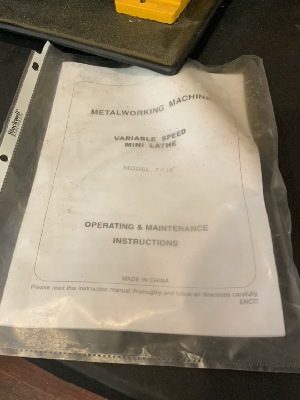 METALWORKING MACHINE
VARIABLE SPEED
MINI LATHE
MODEL
OPERATING & MAINTENANCE
INSTRUCTIONS
MADE IN CHINA
Please read this instruction manual thoroughly and follow all directions carefully.
ENCO